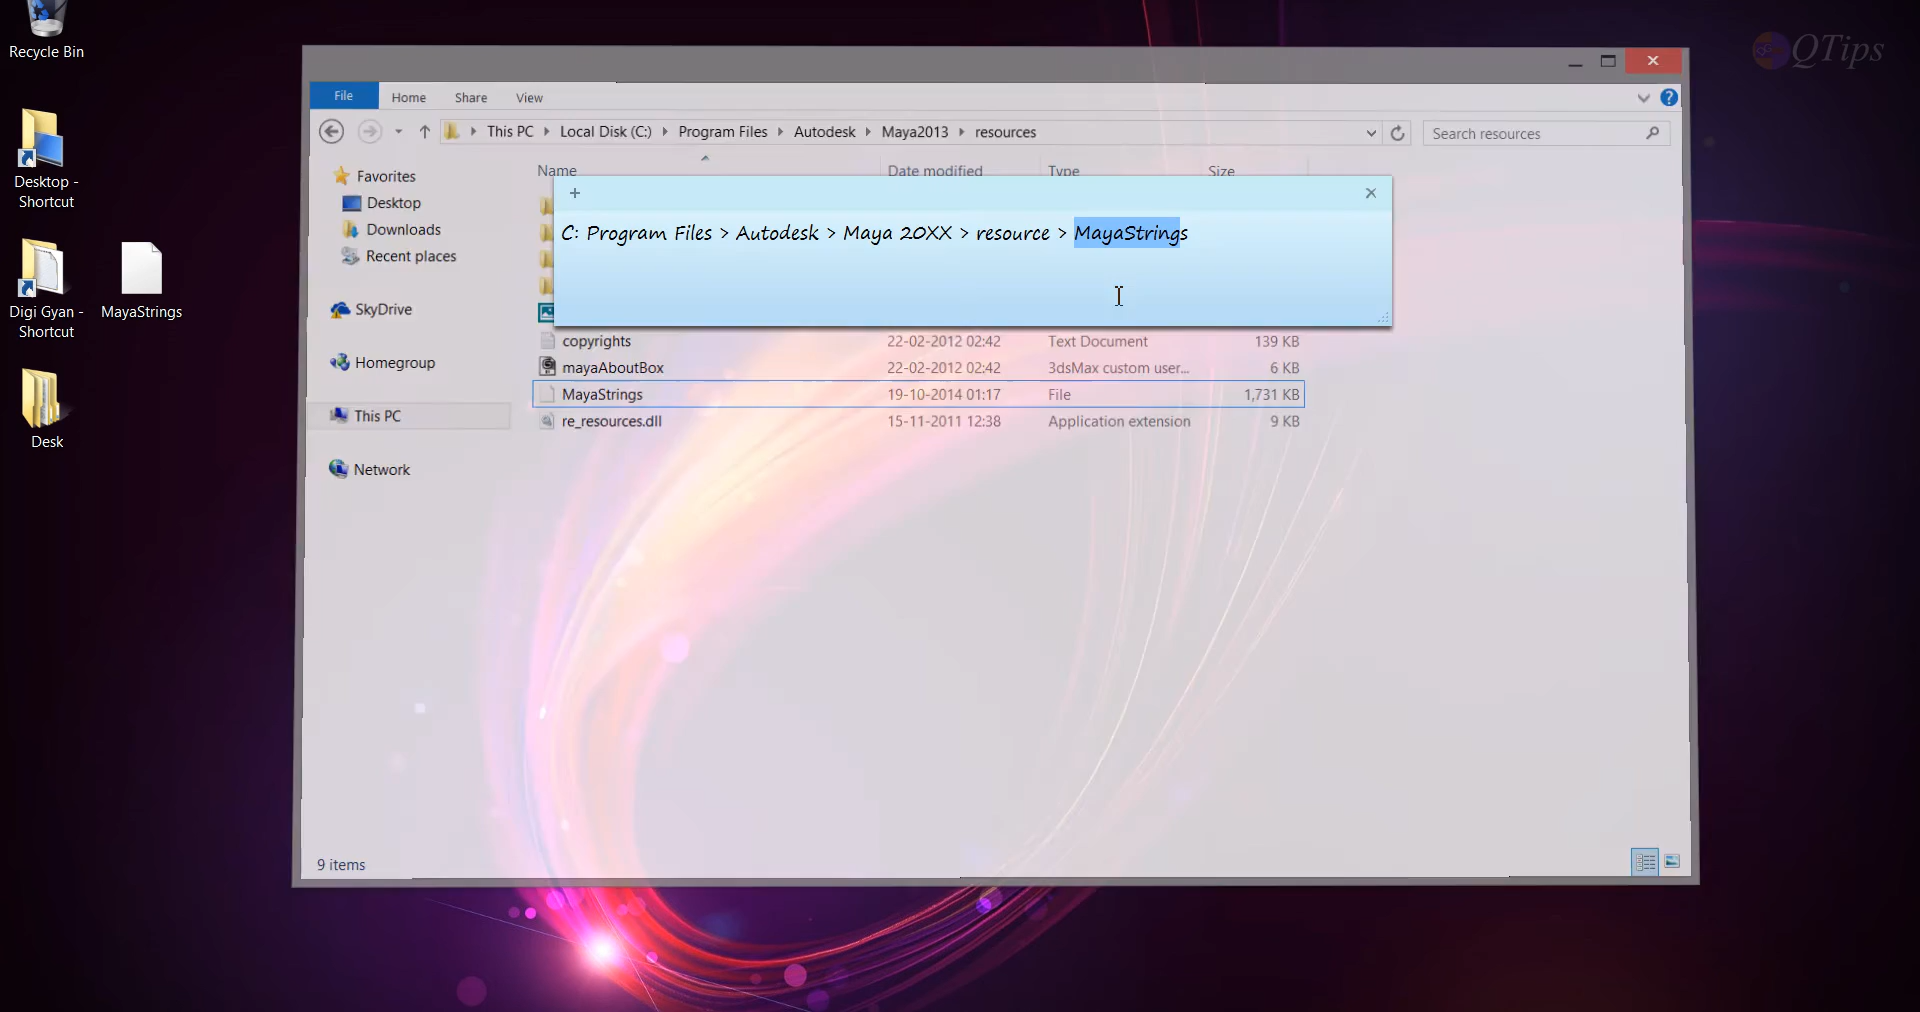 Recycle Bin
QTips
File Home Share View
This PC Local Disk (C:) Program Files Autodesk Maya2013 resources
Search resources
Name Date modified Type Size
+
C: Program Files > Autodesk > Maya 20XX > resource > MayaStrings
Favorites
Desktop
Downloads
Recent places
SkyDrive
Homegroup
This PC
Network
copyrights 22-02-2012 02:42 Text Document 139 KB
mayaAboutBox 22-02-2012 02:42 3dsMax custom user... 6 KB
MayaStrings 19-10-2014 01:17 File 1,731 KB
re_resources.dll 15-11-2011 12:38 Application extension 9 KB
Desktop -
Shortcut
Digi Gyan -
Shortcut
MayaStrings
Desk
9 items